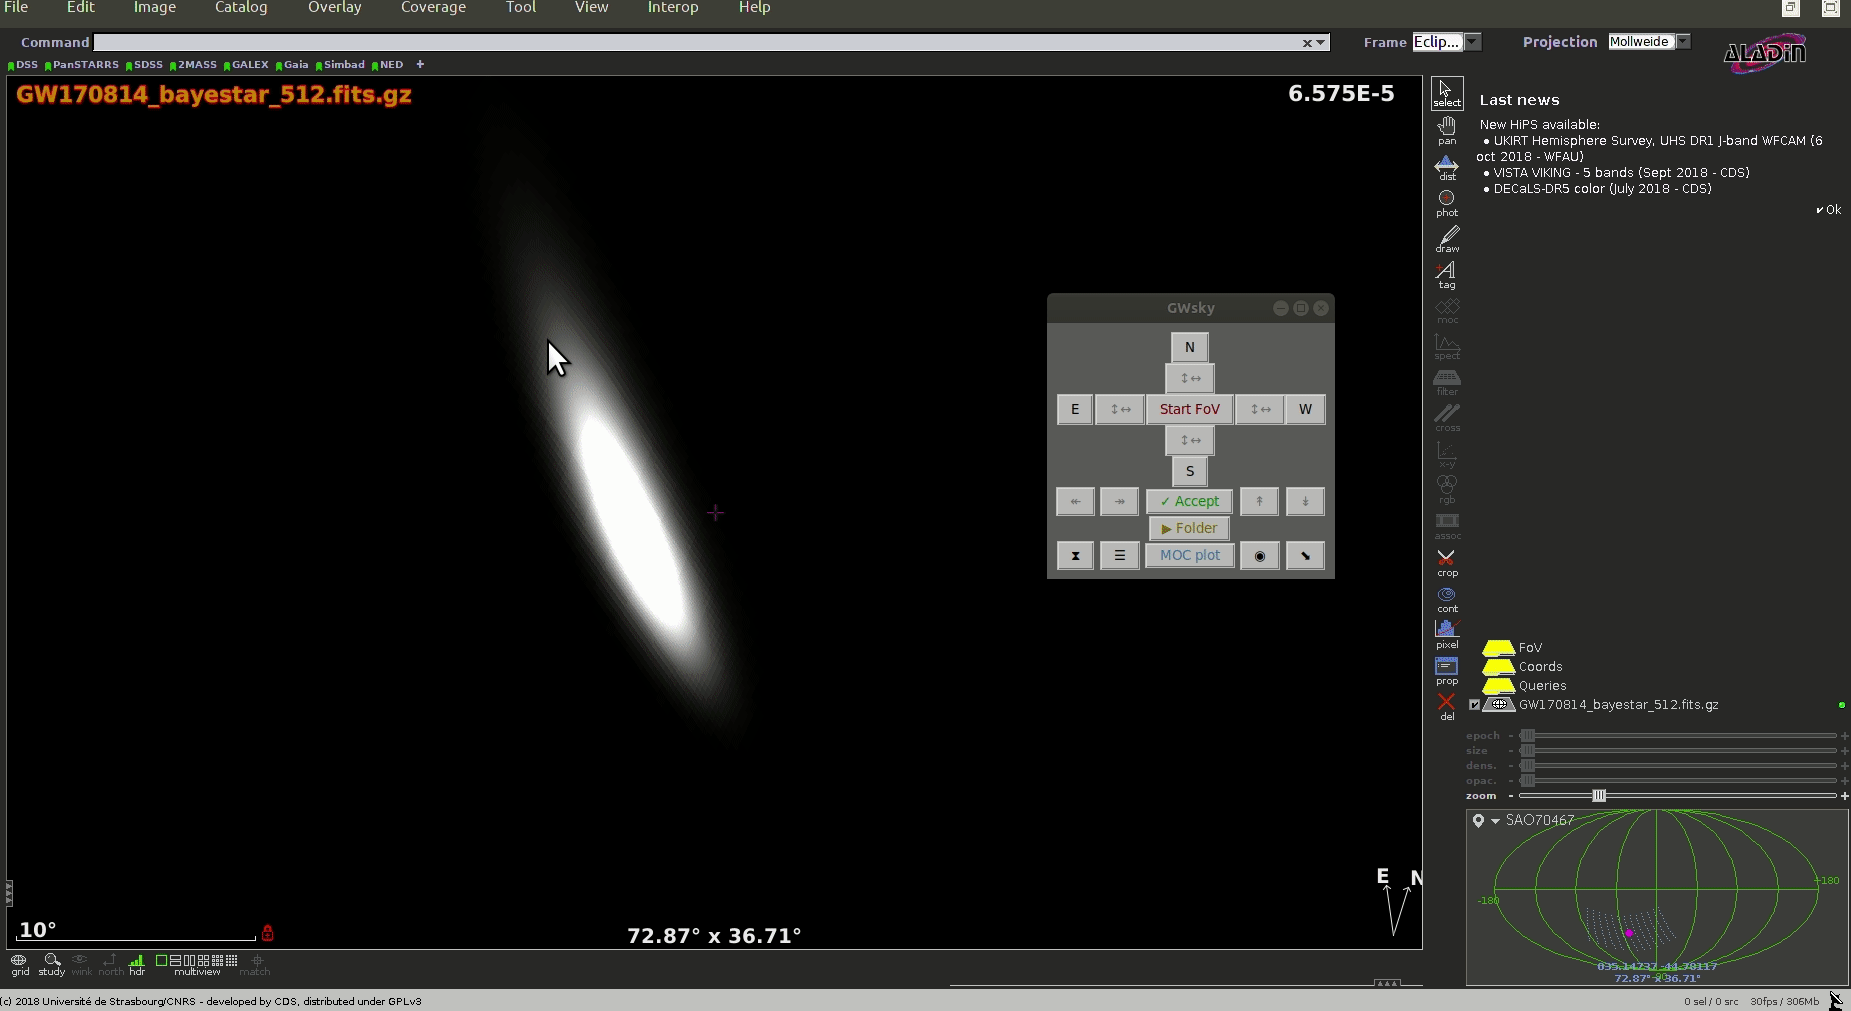 File Edit Image Catalog Overlay Coverage Tool View Interop Help
Command
Frame Eclip... Projection Mollweide
ALADIN
DSS PanSTARRS SDSS 2MASS GALEX Gaia Simbad NED +
GW170814_bayestar_512.fits.gz
6.575E-5
select
pan
dist
phot
draw
tag
moc
spect
filter
cross
x-y
rgb
assoc
crop
cont
pixel
prop
del
Last news
New HiPS available:
• UKIRT Hemisphere Survey, UHS DR1 J-band WFCAM (6
oct 2018 - WFAU)
• VISTA VIKING - 5 bands (Sept 2018 - CDS)
• DECaLS-DR5 color (July 2018 - CDS)
✔ Ok
GWsky
N
↕↔
E ↕↔ Start FoV ↕↔ W
↕↔
S
↞ ↠ ✓ Accept ↟ ↡
▶ Folder
⧗ ☰ MOC plot ◉ ⬊
FoV
Coords
Queries
GW170814_bayestar_512.fits.gz
epoch - +
size - +
dens. - +
opac. - +
zoom - +
SAO70467
+180
-180
-90
72.87° x 36.71°
E N
10°
72.87° x 36.71°
grid study wink north hdr multiview match
(c) 2018 Université de Strasbourg/CNRS - developed by CDS, distributed under GPLv3
0 sel / 0 src 30fps / 306Mb